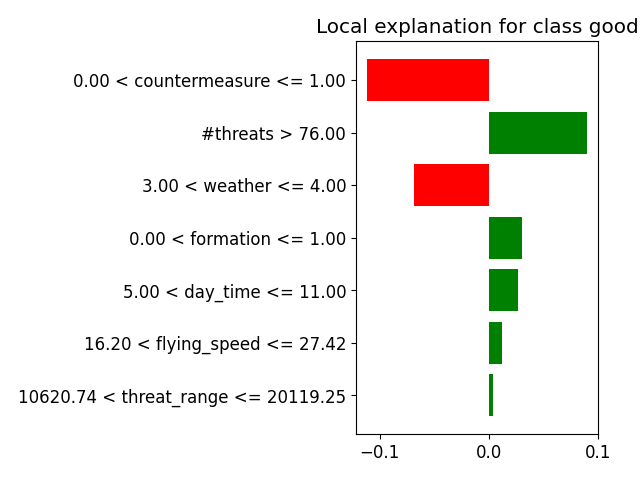 Local explanation for class good
0.00 < countermeasure <= 1.00
#threats > 76.00
3.00 < weather <= 4.00
0.00 < formation <= 1.00
5.00 < day_time <= 11.00
16.20 < flying_speed <= 27.42
10620.74 < threat_range <= 20119.25
−0.1 0.0 0.1